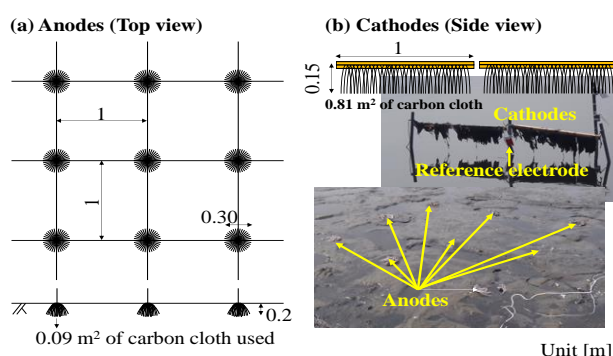 (a) Anodes (Top view)
1
1
0.30
0.2
0.09 m² of carbon cloth used
(b) Cathodes (Side view)
1
0.15
0.81 m² of carbon cloth
Cathodes
Reference electrode
Anodes
Unit [m]